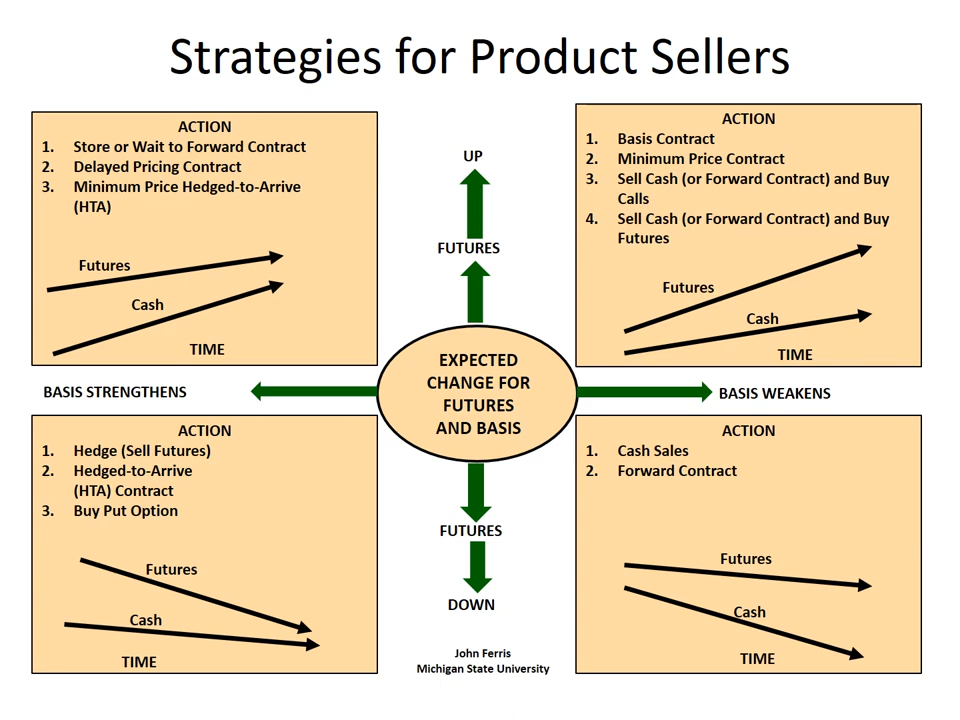 Strategies for Product Sellers
ACTION
1. Store or Wait to Forward Contract
2. Delayed Pricing Contract
3. Minimum Price Hedged-to-Arrive
(HTA)
Futures
Cash
TIME
UP
FUTURES
ACTION
1. Basis Contract
2. Minimum Price Contract
3. Sell Cash (or Forward Contract) and Buy
Calls
4. Sell Cash (or Forward Contract) and Buy
Futures
Futures
Cash
TIME
BASIS STRENGTHENS
EXPECTED
CHANGE FOR
FUTURES
AND BASIS
BASIS WEAKENS
ACTION
1. Hedge (Sell Futures)
2. Hedged-to-Arrive
(HTA) Contract
3. Buy Put Option
Futures
Cash
TIME
FUTURES
DOWN
John Ferris
Michigan State University
ACTION
1. Cash Sales
2. Forward Contract
Futures
Cash
TIME